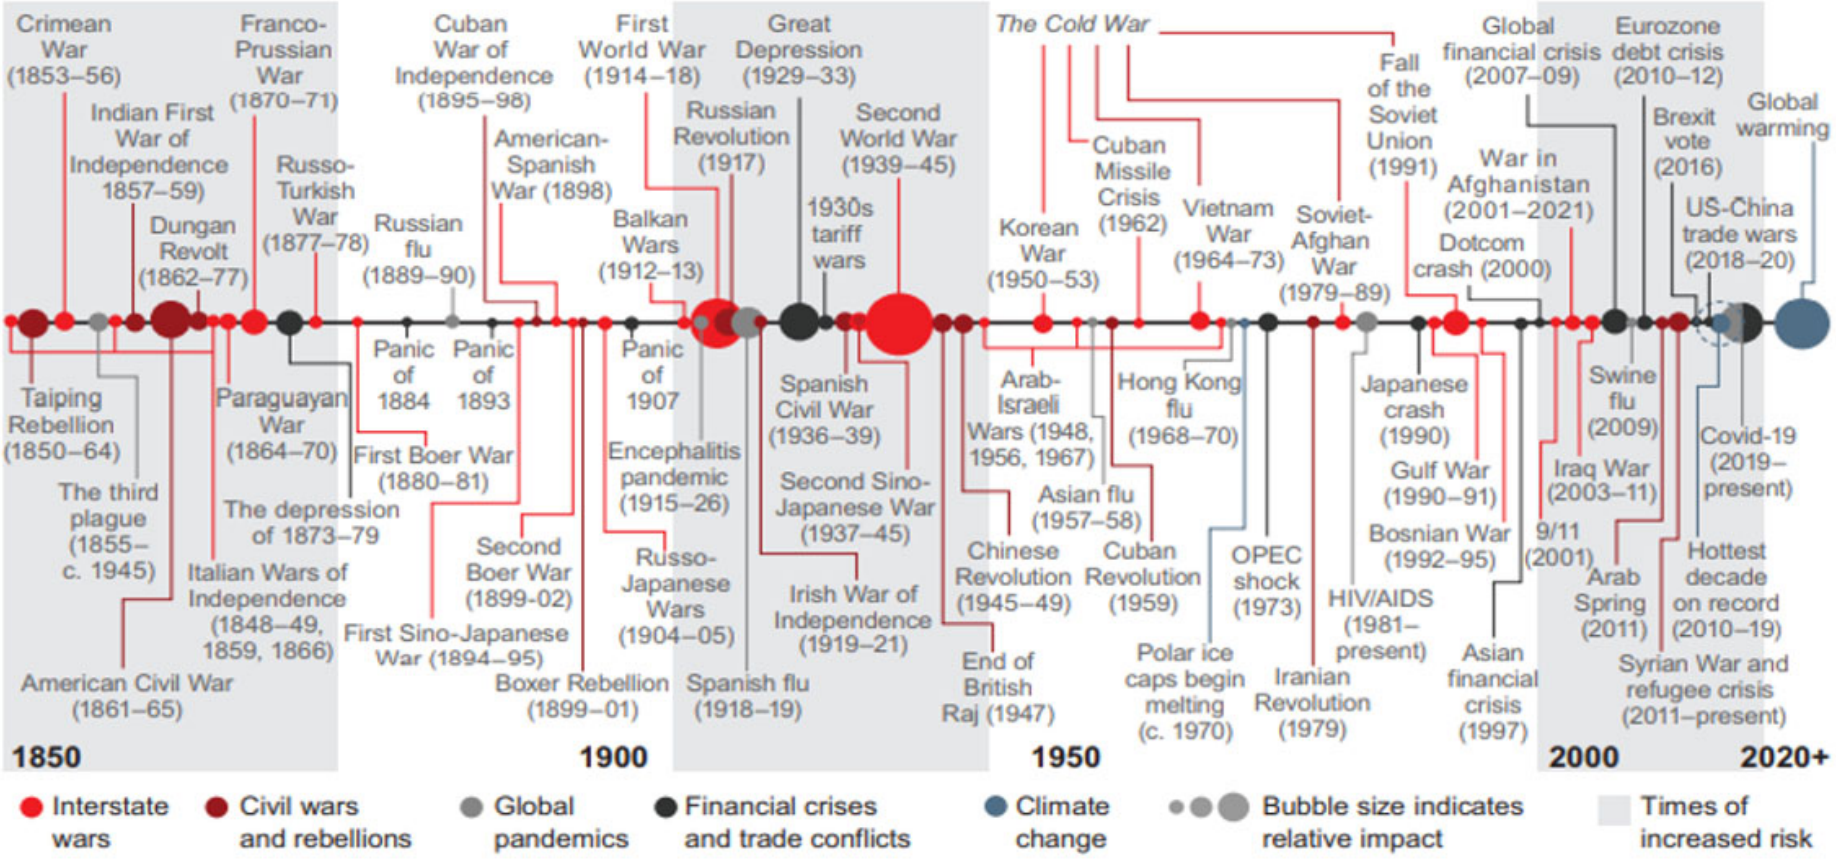 Crimean
War
(1853–56)
Indian First
War of
Independence
1857–59)
Dungan
Revolt
(1862–77)
Franco-
Prussian
War
(1870–71)
Russo-
Turkish
War
(1877–78)
Russian
flu
(1889–90)
Cuban
War of
Independence
(1895–98)
American-
Spanish
War (1898)
First
World War
(1914–18)
Balkan
Wars
(1912–13)
Russian
Revolution
(1917)
Great
Depression
(1929–33)
1930s
tariff
wars
Second
World War
(1939–45)
The Cold War
Korean
War
(1950–53)
Cuban
Missile
Crisis
(1962)
Vietnam
War
(1964–73)
Soviet-
Afghan
War
(1979–89)
Fall
of the
Soviet
Union
(1991)
Dotcom
crash (2000)
War in
Afghanistan
(2001–2021)
Global
financial crisis
(2007–09)
Eurozone
debt crisis
(2010–12)
Brexit
vote
(2016)
US-China
trade wars
(2018–20)
Global
warming
Taiping
Rebellion
(1850–64)
The third
plague
(1855–
c. 1945)
American Civil War
(1861–65)
Italian Wars of
Independence
(1848–49,
1859, 1866)
Paraguayan
War
(1864–70)
The depression
of 1873–79
First Boer War
(1880–81)
Panic
of
1884
Panic
of
1893
First Sino-Japanese
War (1894–95)
Second
Boer War
(1899-02)
Boxer Rebellion
(1899–01)
Russo-
Japanese
Wars
(1904–05)
Panic
of
1907
Encephalitis
pandemic
(1915–26)
Spanish flu
(1918–19)
Irish War of
Independence
(1919–21)
Spanish
Civil War
(1936–39)
Second Sino-
Japanese War
(1937–45)
End of
British
Raj (1947)
Chinese
Revolution
(1945–49)
Arab-
Israeli
Wars (1948,
1956, 1967)
Asian flu
(1957–58)
Cuban
Revolution
(1959)
Hong Kong
flu
(1968–70)
Polar ice
caps begin
melting
(c. 1970)
OPEC
shock
(1973)
Iranian
Revolution
(1979)
HIV/AIDS
(1981–
present)
Japanese
crash
(1990)
Gulf War
(1990–91)
Bosnian War
(1992–95)
Asian
financial
crisis
(1997)
9/11
(2001)
Iraq War
(2003–11)
Swine
flu
(2009)
Arab
Spring
(2011)
Syrian War and
refugee crisis
(2011–present)
Hottest
decade
on record
(2010–19)
Covid-19
(2019–
present)
1850
1900
1950
2000
2020+
Interstate
wars
Civil wars
and rebellions
Global
pandemics
Financial crises
and trade conflicts
Climate
change
Bubble size indicates
relative impact
Times of
increased risk